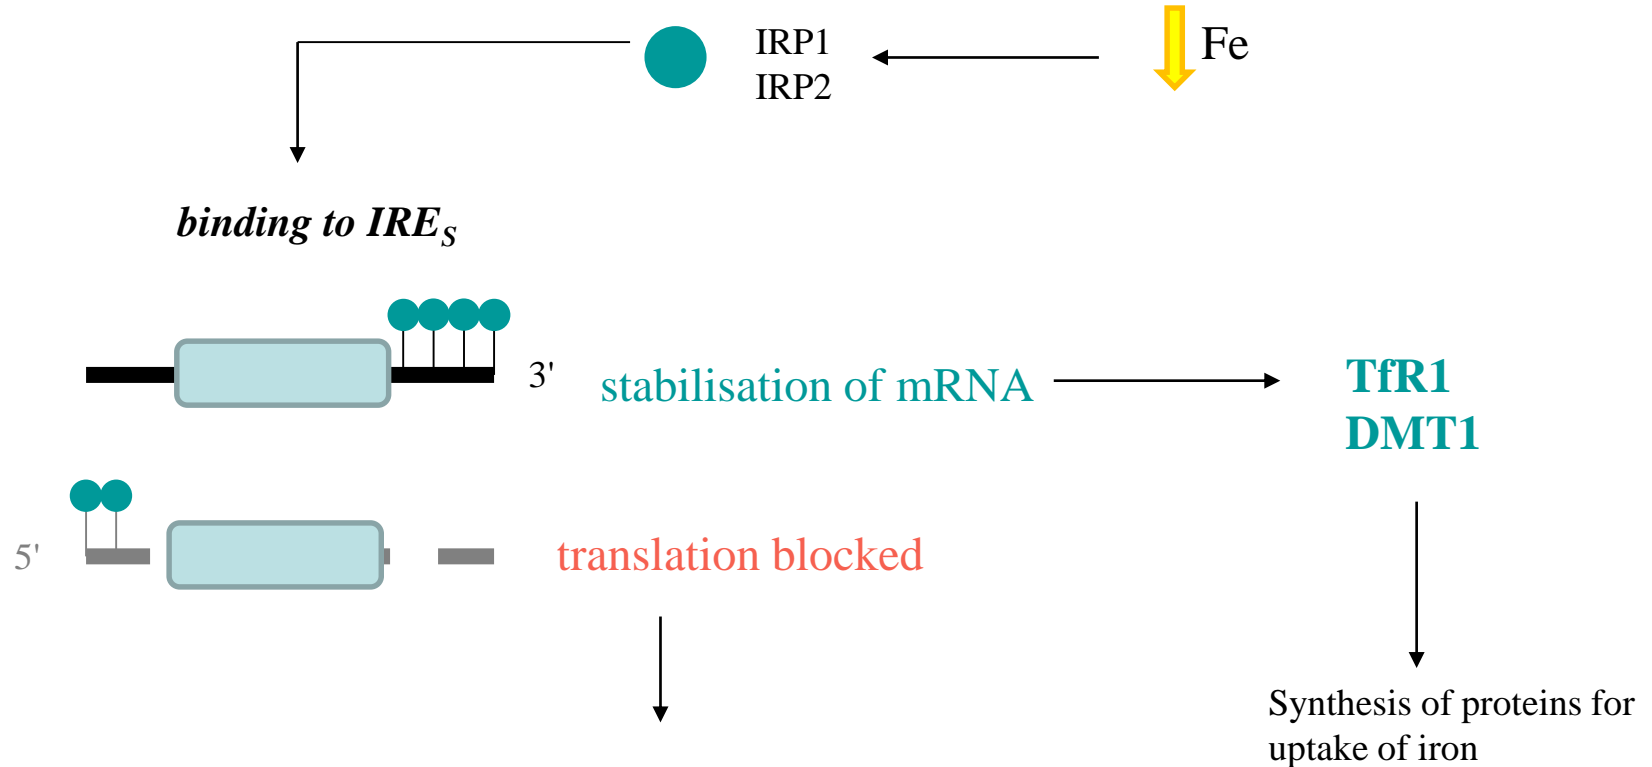 IRP1
IRP2
Fe
binding to IRES
3'
stabilisation of mRNA
TfR1
DMT1
5'
translation blocked
Synthesis of proteins for
uptake of iron